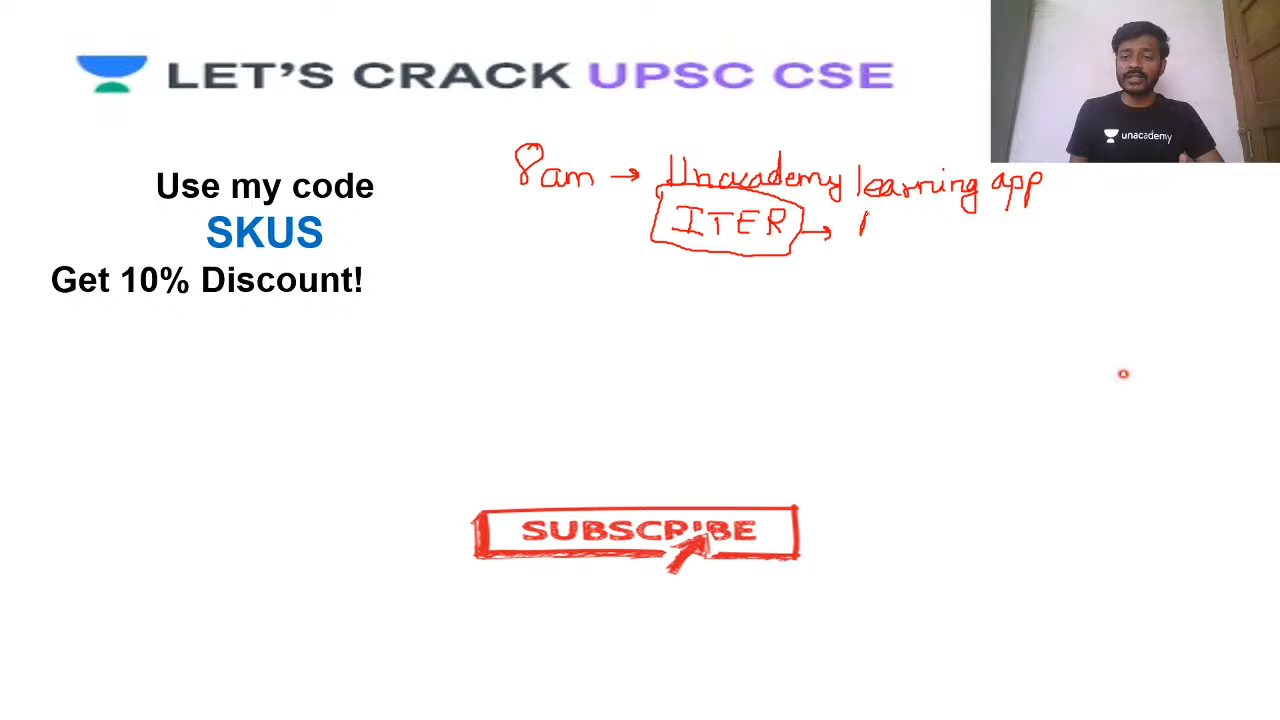 LET'S CRACK UPSC CSE
unacademy
8am → Unacademy learning app
Use my code
ITER →
SKUS
Get 10% Discount!
SUBSCRIBE